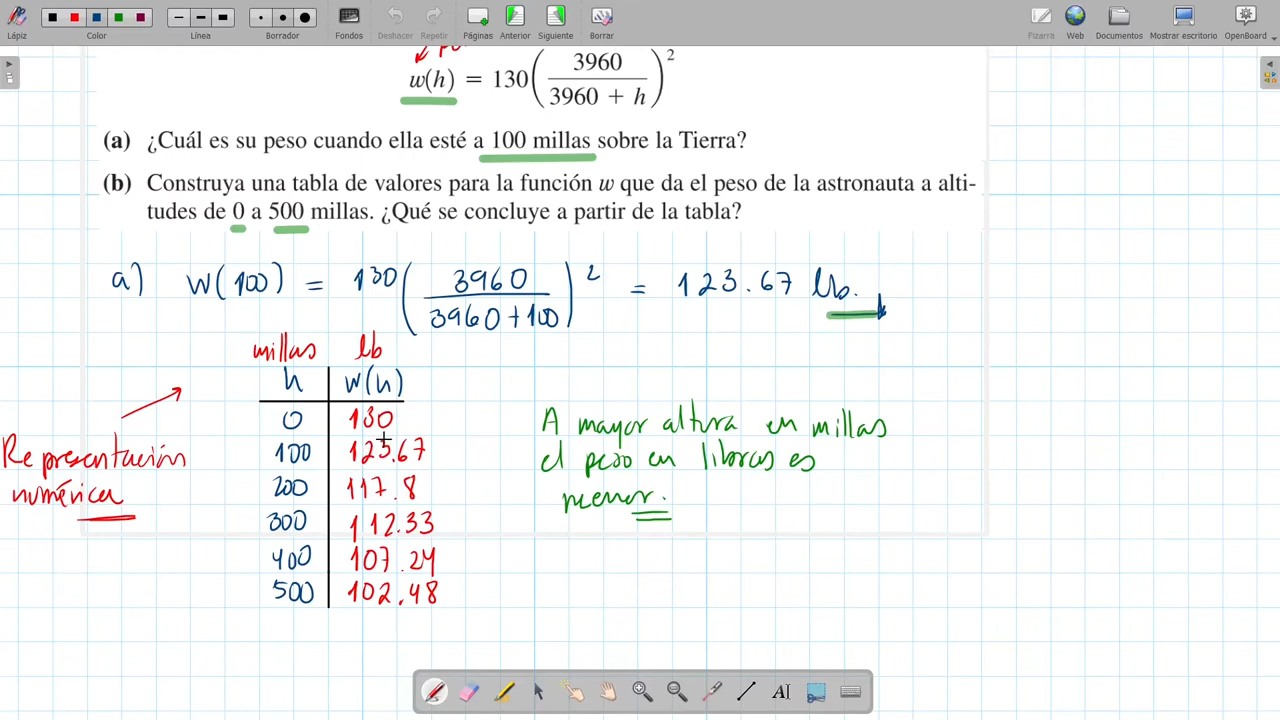 Lápiz Color Línea Borrador Fondos Deshacer Repetir Páginas Anterior Siguiente Borrar Pizarra Web Documentos Mostrar escritorio OpenBoard
w(h) = 130(3960 / 3960 + h)²
(a) ¿Cuál es su peso cuando ella esté a 100 millas sobre la Tierra?
(b) Construya una tabla de valores para la función w que da el peso de la astronauta a alti-
tudes de 0 a 500 millas. ¿Qué se concluye a partir de la tabla?
a) W(100) = 130(3960 / 3960+100)² = 123.67 lb.
millas lb
h W(h)
0 130
100 123.67
200 117.8
300 112.33
400 107.24
500 102.48
Representación
numérica
A mayor altura en millas
el peso en libras es
menor.
AI